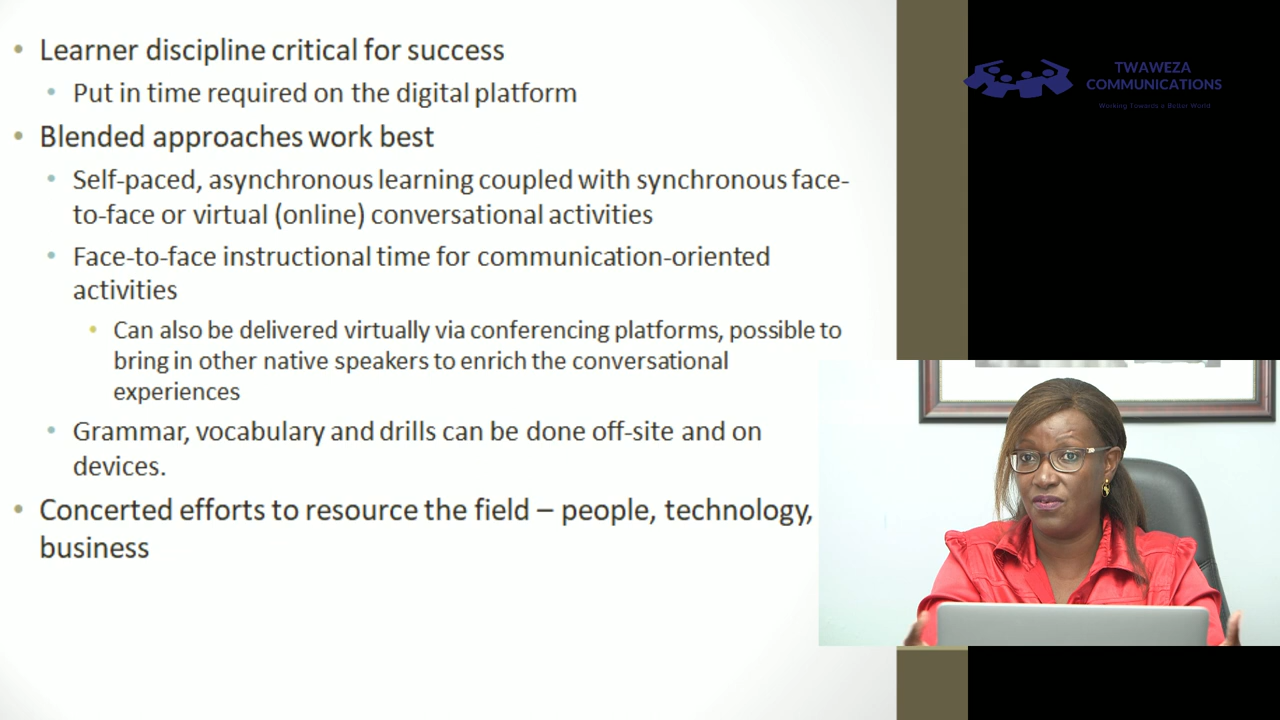 Learner discipline critical for success
Put in time required on the digital platform
Blended approaches work best
Self-paced, asynchronous learning coupled with synchronous face-
to-face or virtual (online) conversational activities
Face-to-face instructional time for communication-oriented
activities
Can also be delivered virtually via conferencing platforms, possible to
bring in other native speakers to enrich the conversational
experiences
Grammar, vocabulary and drills can be done off-site and on
devices.
Concerted efforts to resource the field – people, technology,
business
TWAWEZA
COMMUNICATIONS
Working Towards a Better World